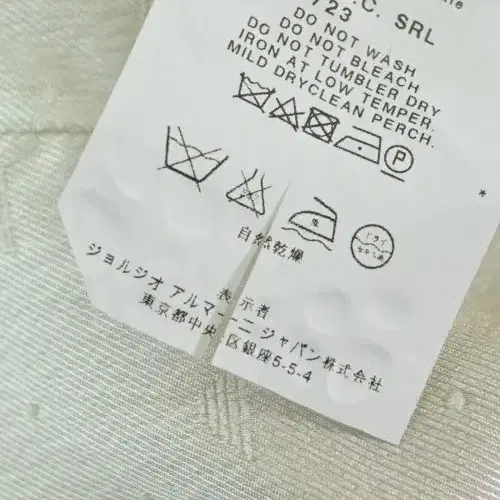 .C. SRL
723
DO NOT WASH
DO NOT BLEACH
DO NOT TUMBLER DRY
IRON AT LOW TEMPER.
MILD DRYCLEAN PERCH.
P
自然乾燥
表示者
ジョルジオ アルマーニ ジャパン株式会社
東京都中央区銀座5-5-4